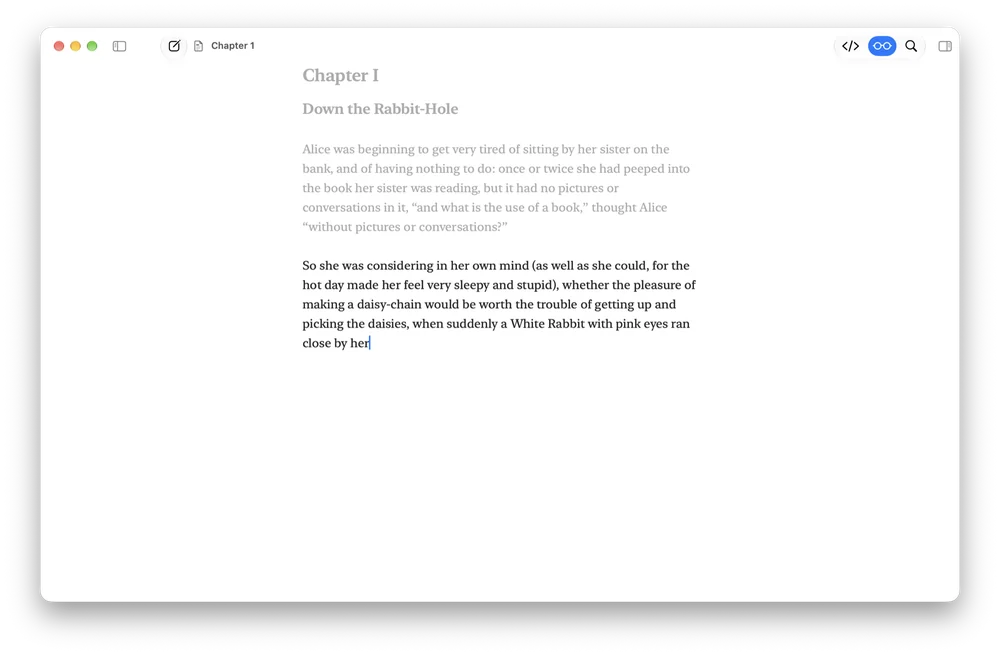 Chapter 1
</>
Chapter I
Down the Rabbit-Hole
Alice was beginning to get very tired of sitting by her sister on the
bank, and of having nothing to do: once or twice she had peeped into
the book her sister was reading, but it had no pictures or
conversations in it, “and what is the use of a book,” thought Alice
“without pictures or conversations?”
So she was considering in her own mind (as well as she could, for the
hot day made her feel very sleepy and stupid), whether the pleasure of
making a daisy-chain would be worth the trouble of getting up and
picking the daisies, when suddenly a White Rabbit with pink eyes ran
close by her